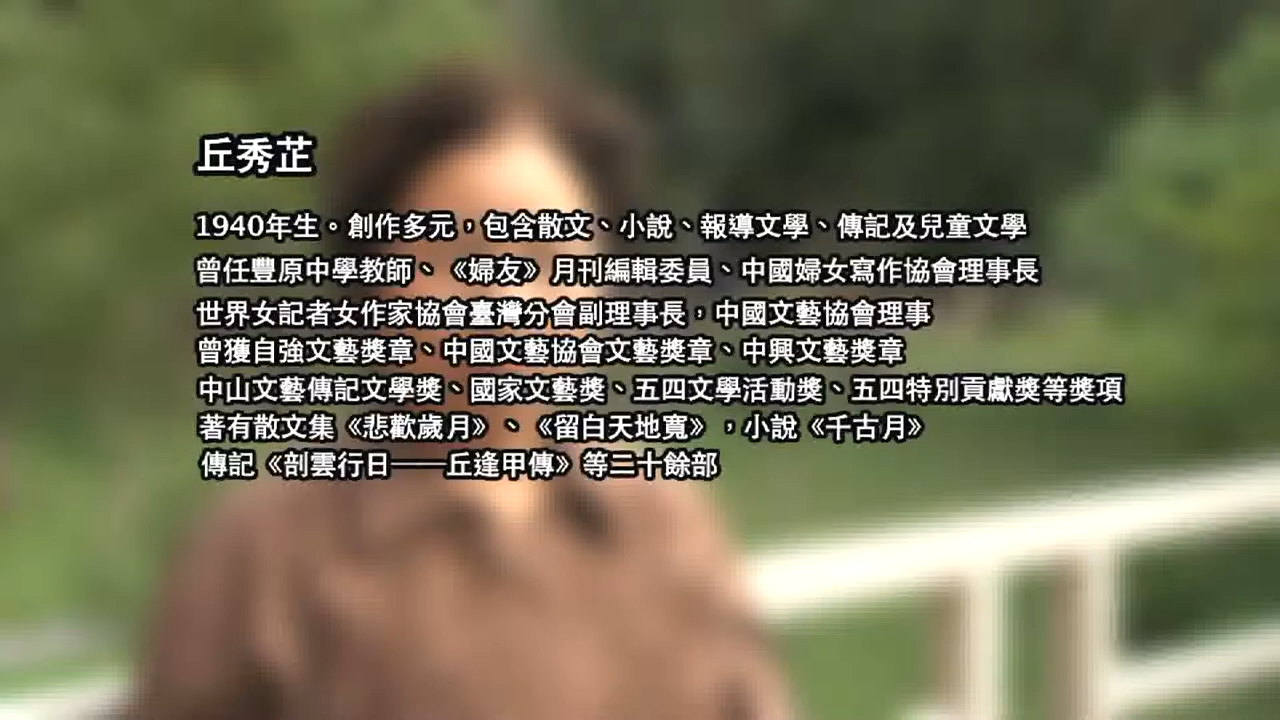 丘秀芷
1940年生。創作多元，包含散文、小說、報導文學、傳記及兒童文學
曾任豐原中學教師、《婦友》月刊編輯委員、中國婦女寫作協會理事長
世界女記者女作家協會臺灣分會副理事長，中國文藝協會理事
曾獲自強文藝獎章、中國文藝協會文藝獎章、中興文藝獎章
中山文藝傳記文學獎、國家文藝獎、五四文學活動獎、五四特別貢獻獎等獎項
著有散文集《悲歡歲月》、《留白天地寬》，小說《千古月》
傳記《剖雲行日──丘逢甲傳》等二十餘部